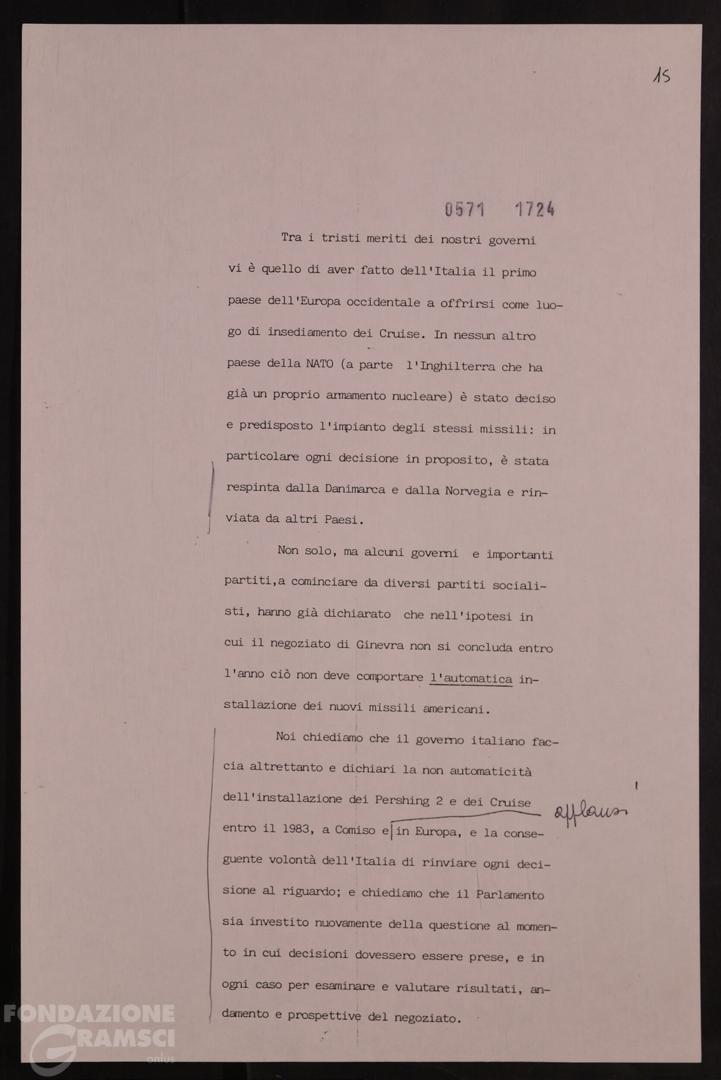 15
0571 1724
Tra i tristi meriti dei nostri governi
vi è quello di aver fatto dell'Italia il primo
paese dell'Europa occidentale a offrirsi come luo-
go di insediamento dei Cruise. In nessun altro
paese della NATO (a parte l'Inghilterra che ha
già un proprio armamento nucleare) è stato deciso
e predisposto l'impianto degli stessi missili: in
particolare ogni decisione in proposito, è stata
respinta dalla Danimarca e dalla Norvegia e rin-
viata da altri Paesi.
Non solo, ma alcuni governi e importanti
partiti,a cominciare da diversi partiti sociali-
sti, hanno già dichiarato che nell'ipotesi in
cui il negoziato di Ginevra non si concluda entro
l'anno ciò non deve comportare l'automatica in-
stallazione dei nuovi missili americani.
Noi chiediamo che il governo italiano fac-
cia altrettanto e dichiari la non automaticità
dell'installazione dei Pershing 2 e dei Cruise
applausi
entro il 1983, a Comiso e in Europa, e la conse-
guente volontà dell'Italia di rinviare ogni deci-
sione al riguardo; e chiediamo che il Parlamento
sia investito nuovamente della questione al momen-
to in cui decisioni dovessero essere prese, e in
ogni caso per esaminare e valutare risultati, an-
damento e prospettive del negoziato.
FONDAZIONE
GRAMSCI
onlus